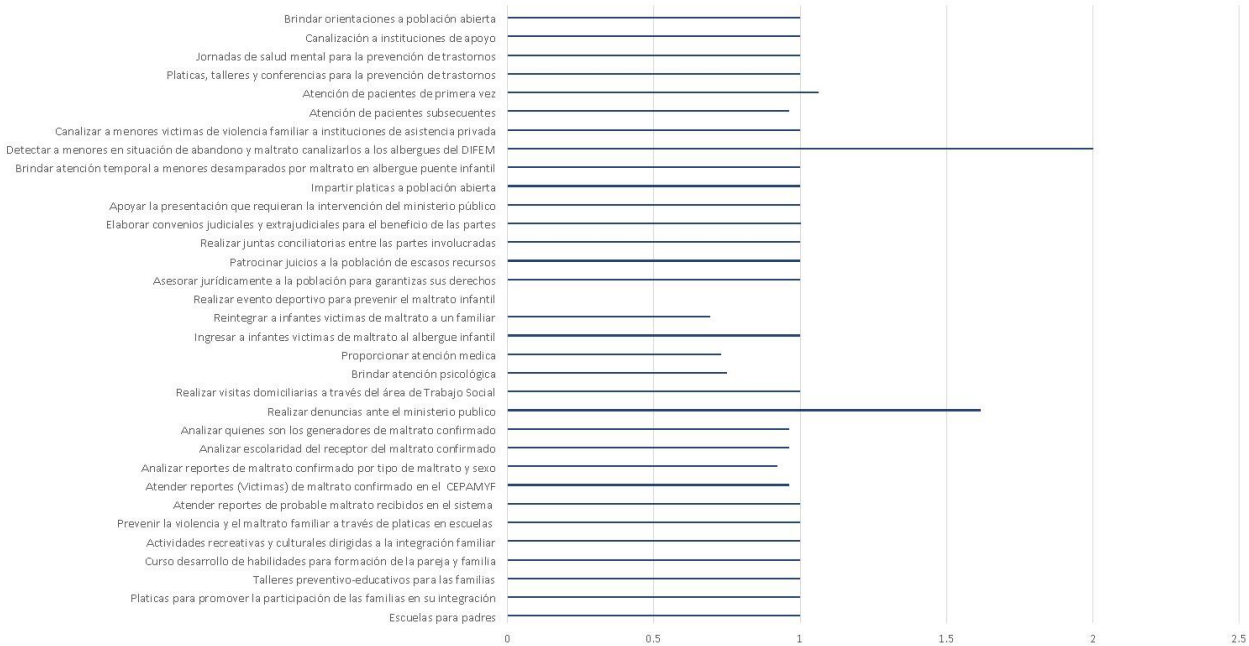 Brindar orientaciones a población abierta
Canalización a instituciones de apoyo
Jornadas de salud mental para la prevención de trastornos
Platicas, talleres y conferencias para la prevención de trastornos
Atención de pacientes de primera vez
Atención de pacientes subsecuentes
Canalizar a menores victimas de violencia familiar a instituciones de asistencia privada
Detectar a menores en situación de abandono y maltrato canalizarlos a los albergues del DIFEM
Brindar atención temporal a menores desamparados por maltrato en albergue puente infantil
Impartir platicas a población abierta
Apoyar la presentación que requieran la intervención del ministerio público
Elaborar convenios judiciales y extrajudiciales para el beneficio de las partes
Realizar juntas conciliatorias entre las partes involucradas
Patrocinar juicios a la población de escasos recursos
Asesorar jurídicamente a la población para garantizas sus derechos
Realizar evento deportivo para prevenir el maltrato infantil
Reintegrar a infantes victimas de maltrato a un familiar
Ingresar a infantes victimas de maltrato al albergue infantil
Proporcionar atención medica
Brindar atención psicológica
Realizar visitas domiciliarias a través del área de Trabajo Social
Realizar denuncias ante el ministerio publico
Analizar quienes son los generadores de maltrato confirmado
Analizar escolaridad del receptor del maltrato confirmado
Analizar reportes de maltrato confirmado por tipo de maltrato y sexo
Atender reportes (Victimas) de maltrato confirmado en el CEPAMYF
Atender reportes de probable maltrato recibidos en el sistema
Prevenir la violencia y el maltrato familiar a través de platicas en escuelas
Actividades recreativas y culturales dirigidas a la integración familiar
Curso desarrollo de habilidades para formación de la pareja y familia
Talleres preventivo-educativos para las familias
Platicas para promover la participación de las familias en su integración
Escuelas para padres
0 0.5 1 1.5 2 2.5